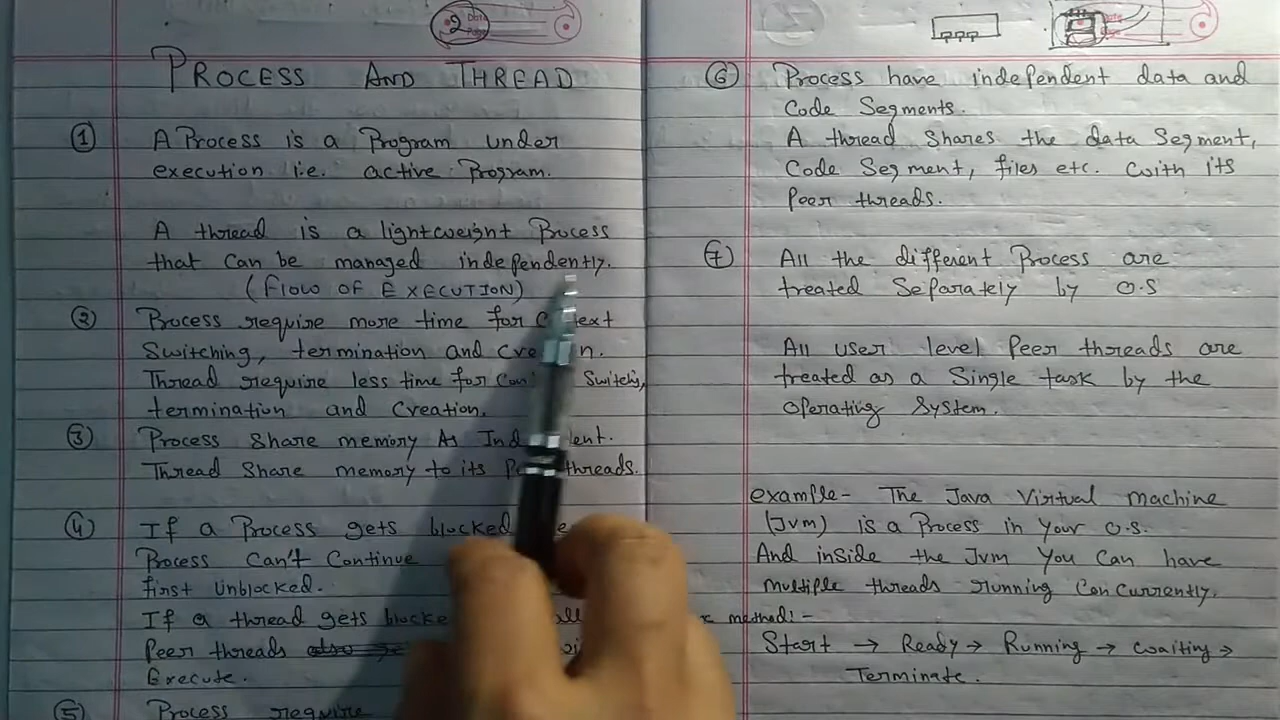 2 Date
PROCESS AND THREAD
① A Process is a Program under
execution i.e. active Program.
A thread is a lightweight Process
that can be managed independently.
(FLOW OF EXECUTION)
② Process require more time for
Switching, termination and
Thread require less time for Switchi,
termination and Creation.
③ Process Share memory As
Thread Share memory to its threads.
④ If a Process gets blocked
Process Can't Continue
first Unblocked.
If a thread gets
Peer threads
Execute.
⑤ Process require
⑥ Process have independent data and
Code Segments.
A thread Shares the data Segment,
Code Segment, files etc. with its
Peer threads.
⑦ All the different Process are
treated Separately by O.S
All user level Peer threads are
treated as a Single task by the
Operating System.
example- The Java Virtual machine
(Jvm) is a Process in your O.S.
And inside the Jvm You Can have
multiple threads running Concurrently.
method:-
Start → Ready → Running → waiting →
Terminate.